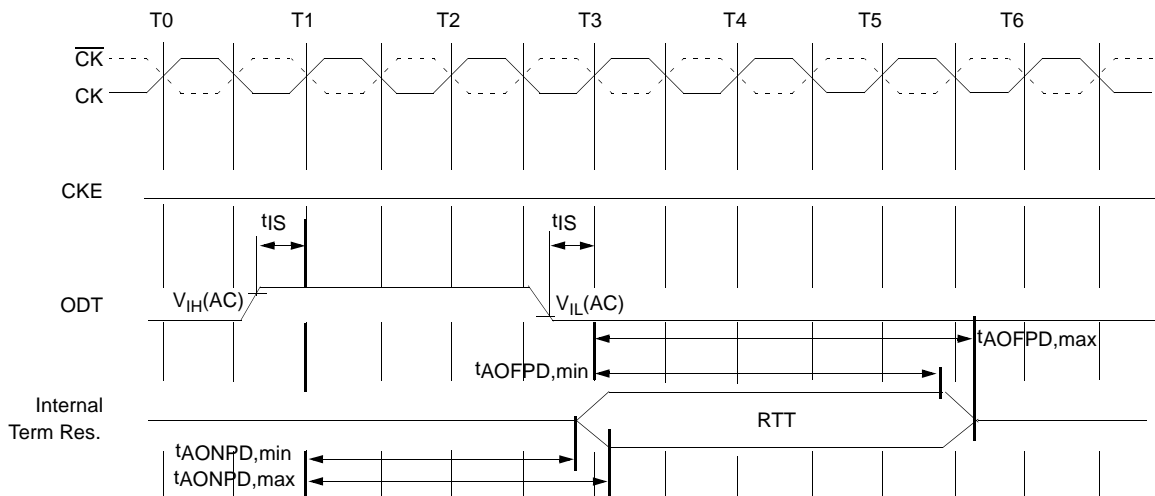 T0 T1 T2 T3 T4 T5 T6
CK
CK
CKE
tIS tIS
ODT
VIH(AC) VIL(AC)
tAOFPD,max
tAOFPD,min
Internal
Term Res.
RTT
tAONPD,min
tAONPD,max